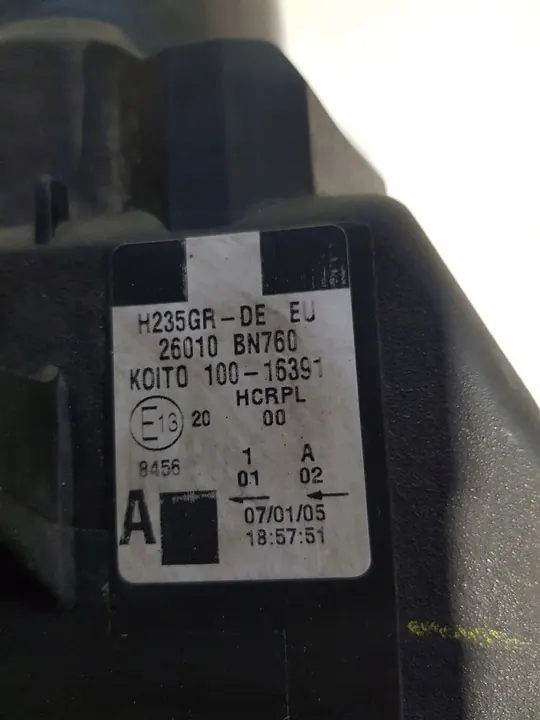 H235GR-DE EU
26010 BN760
KOITO 100-16391
HCRPL
E13 20 00
8456 1 A
01 02
A
07/01/05
18:57:51